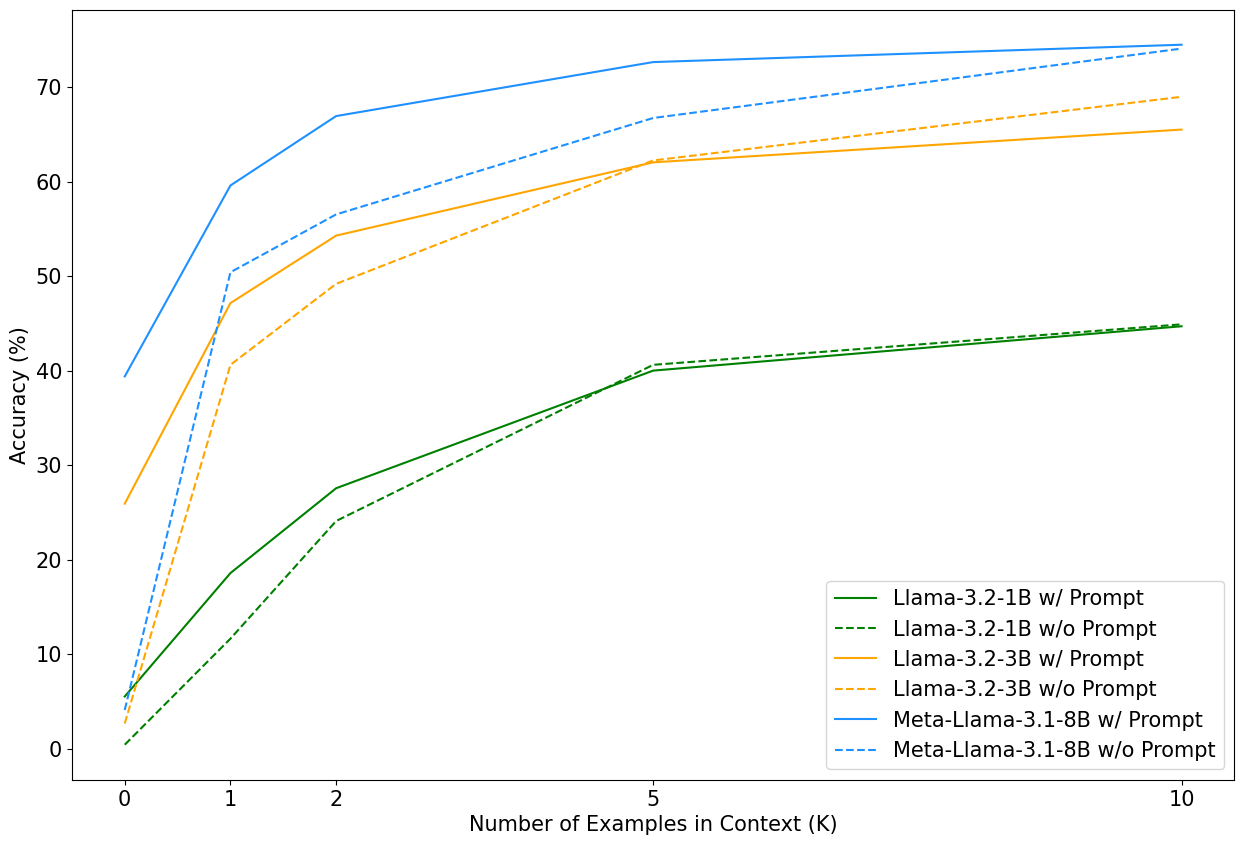 70
60
50
40
30
20
10
0
Accuracy (%)
0 1 2 5 10
Number of Examples in Context (K)
Llama-3.2-1B w/ Prompt
Llama-3.2-1B w/o Prompt
Llama-3.2-3B w/ Prompt
Llama-3.2-3B w/o Prompt
Meta-Llama-3.1-8B w/ Prompt
Meta-Llama-3.1-8B w/o Prompt